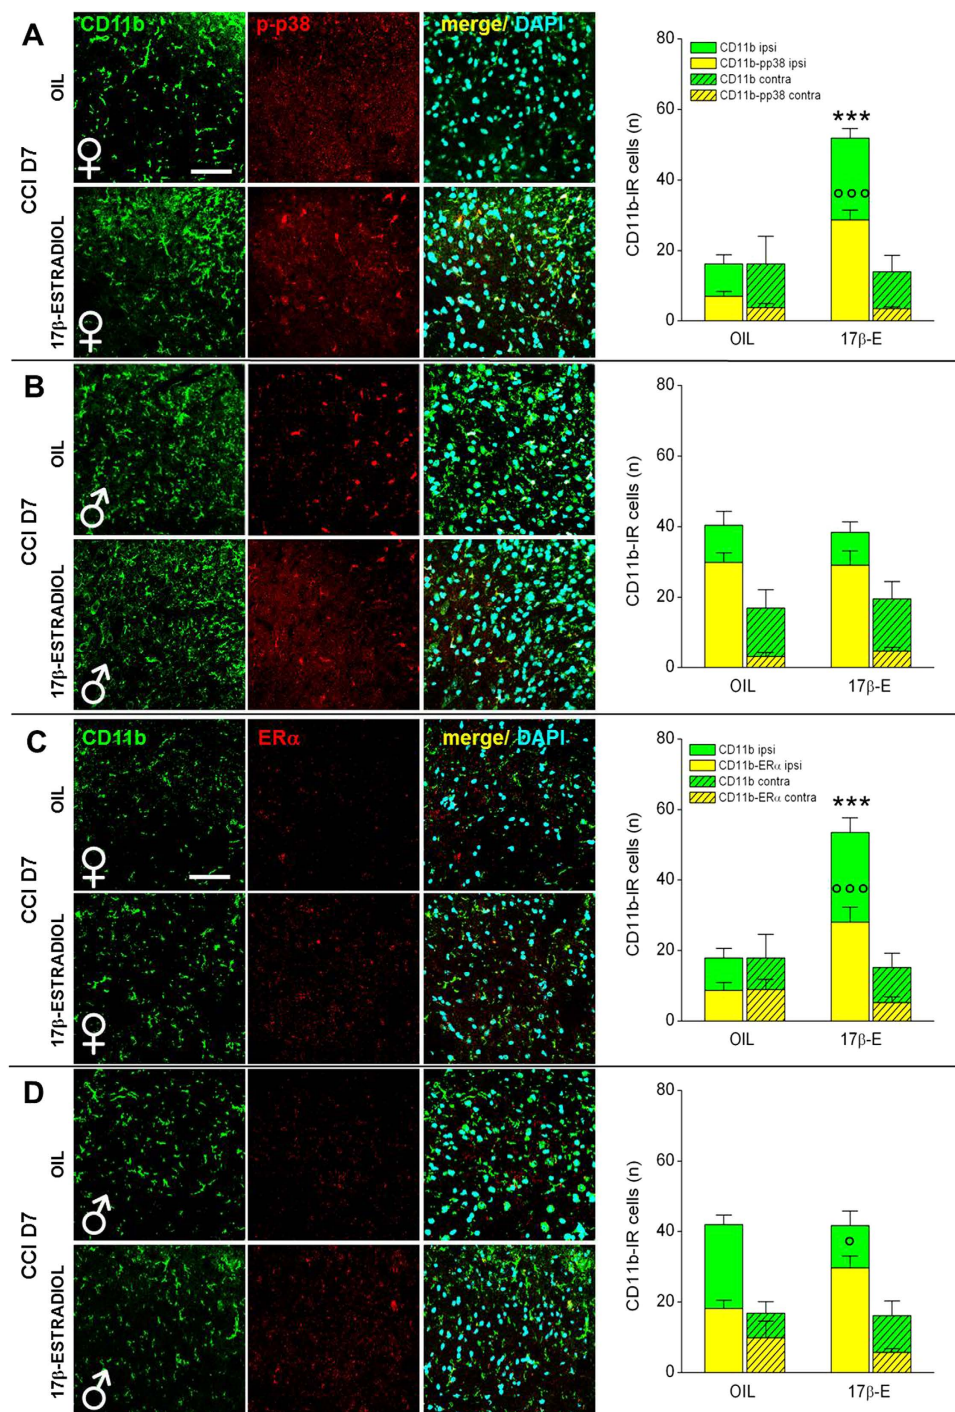 A
CD11b
p-p38
merge/ DAPI
OIL
CCI D7
♀
17β-ESTRADIOL
♀
80
60
40
20
0
CD11b-IR cells (n)
CD11b ipsi
CD11b-pp38 ipsi
CD11b contra
CD11b-pp38 contra
***
○○○
OIL
17β-E
B
OIL
CCI D7
♂
17β-ESTRADIOL
♂
80
60
40
20
0
CD11b-IR cells (n)
OIL
17β-E
C
CD11b
ERα
merge/ DAPI
OIL
CCI D7
♀
17β-ESTRADIOL
♀
80
60
40
20
0
CD11b-IR cells (n)
CD11b ipsi
CD11b-ERα ipsi
CD11b contra
CD11b-ERα contra
***
○○○
OIL
17β-E
D
OIL
CCI D7
♂
17β-ESTRADIOL
♂
80
60
40
20
0
CD11b-IR cells (n)
○
OIL
17β-E